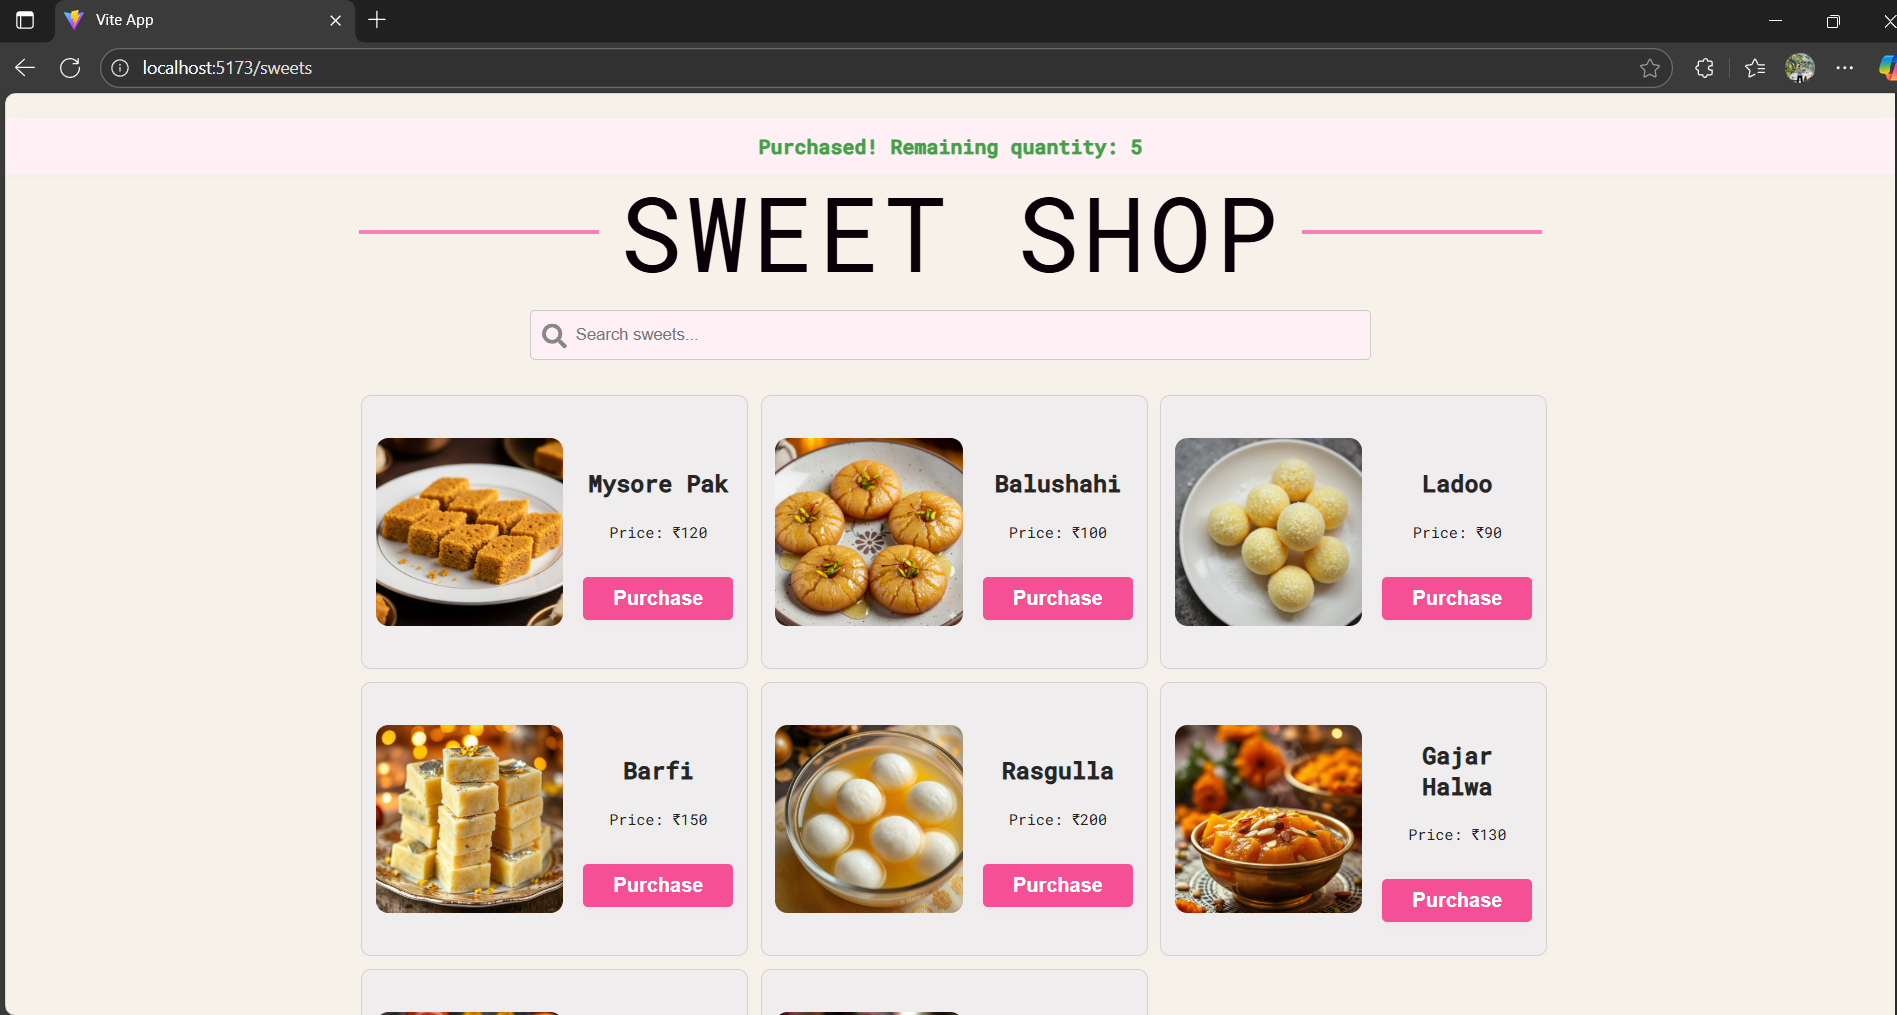 Vite App
localhost:5173/sweets
Purchased! Remaining quantity: 5
SWEET SHOP
Search sweets...
Mysore Pak
Price: ₹120
Purchase
Balushahi
Price: ₹100
Purchase
Ladoo
Price: ₹90
Purchase
Barfi
Price: ₹150
Purchase
Rasgulla
Price: ₹200
Purchase
Gajar
Halwa
Price: ₹130
Purchase